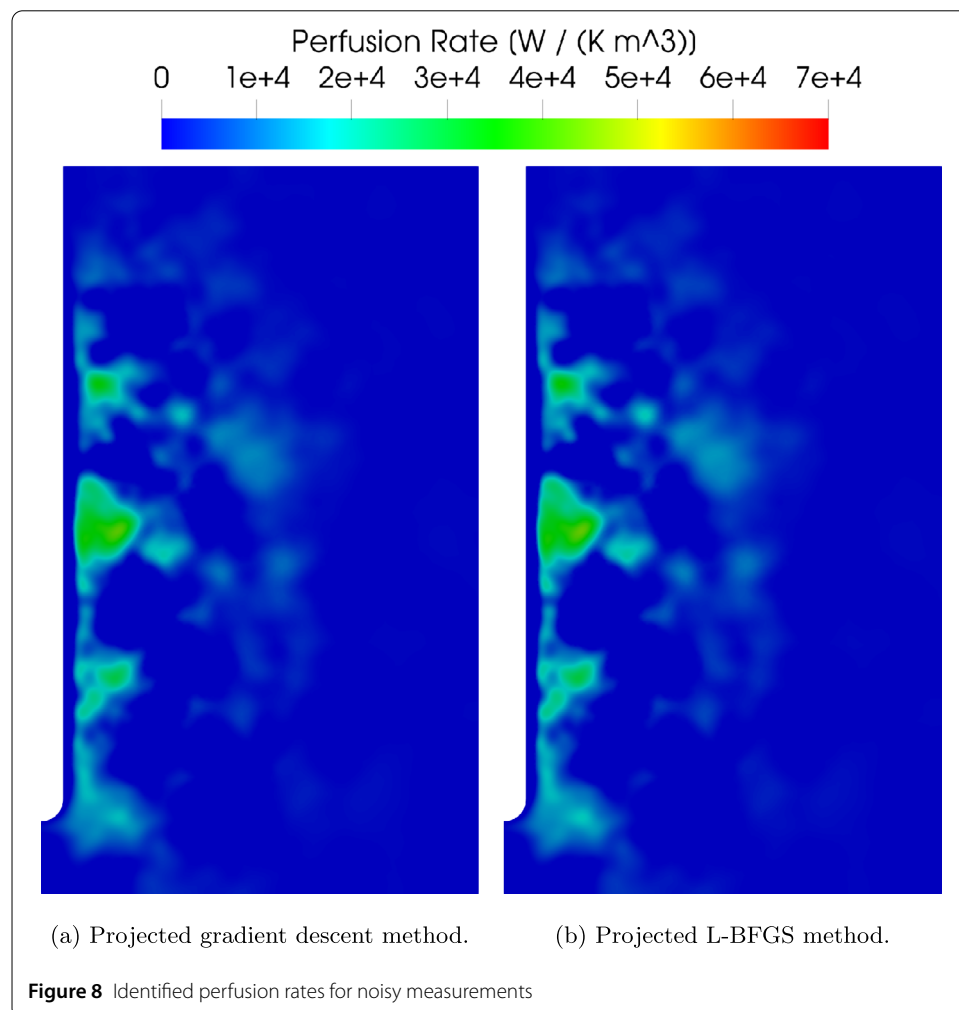 Perfusion Rate (W / (K m^3))
0 1e+4 2e+4 3e+4 4e+4 5e+4 6e+4 7e+4
(a) Projected gradient descent method. (b) Projected L-BFGS method.
Figure 8 Identified perfusion rates for noisy measurements